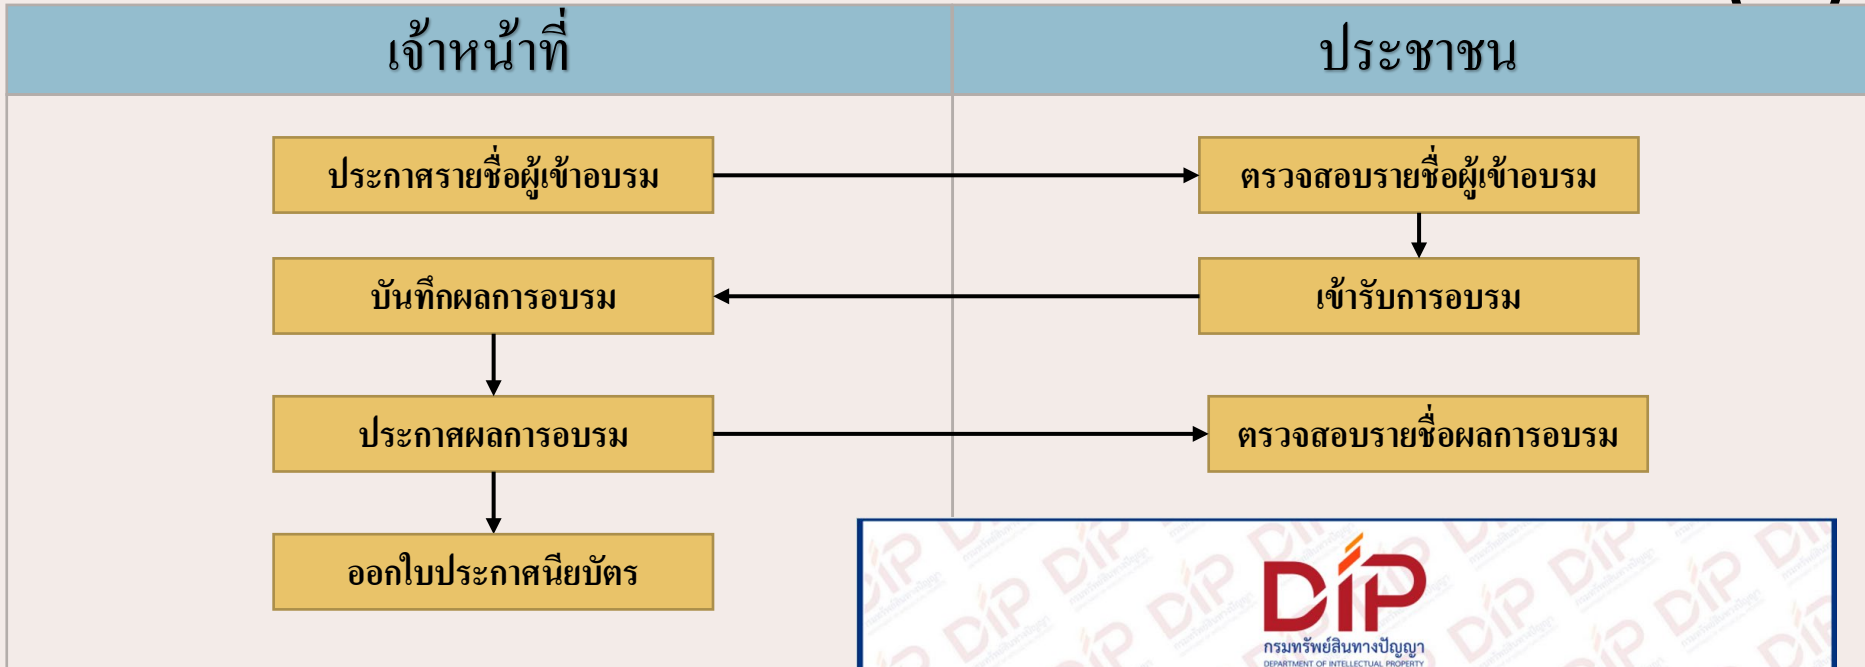 เจ้าหน้าที่
ประชาชน
ประกาศรายชื่อผู้เข้าอบรม
ตรวจสอบรายชื่อผู้เข้าอบรม
บันทึกผลการอบรม
เข้ารับการอบรม
ประกาศผลการอบรม
ตรวจสอบรายชื่อผลการอบรม
ออกใบประกาศนียบัตร
DIP
กรมทรัพย์สินทางปัญญา
DEPARTMENT OF INTELLECTUAL PROPERTY